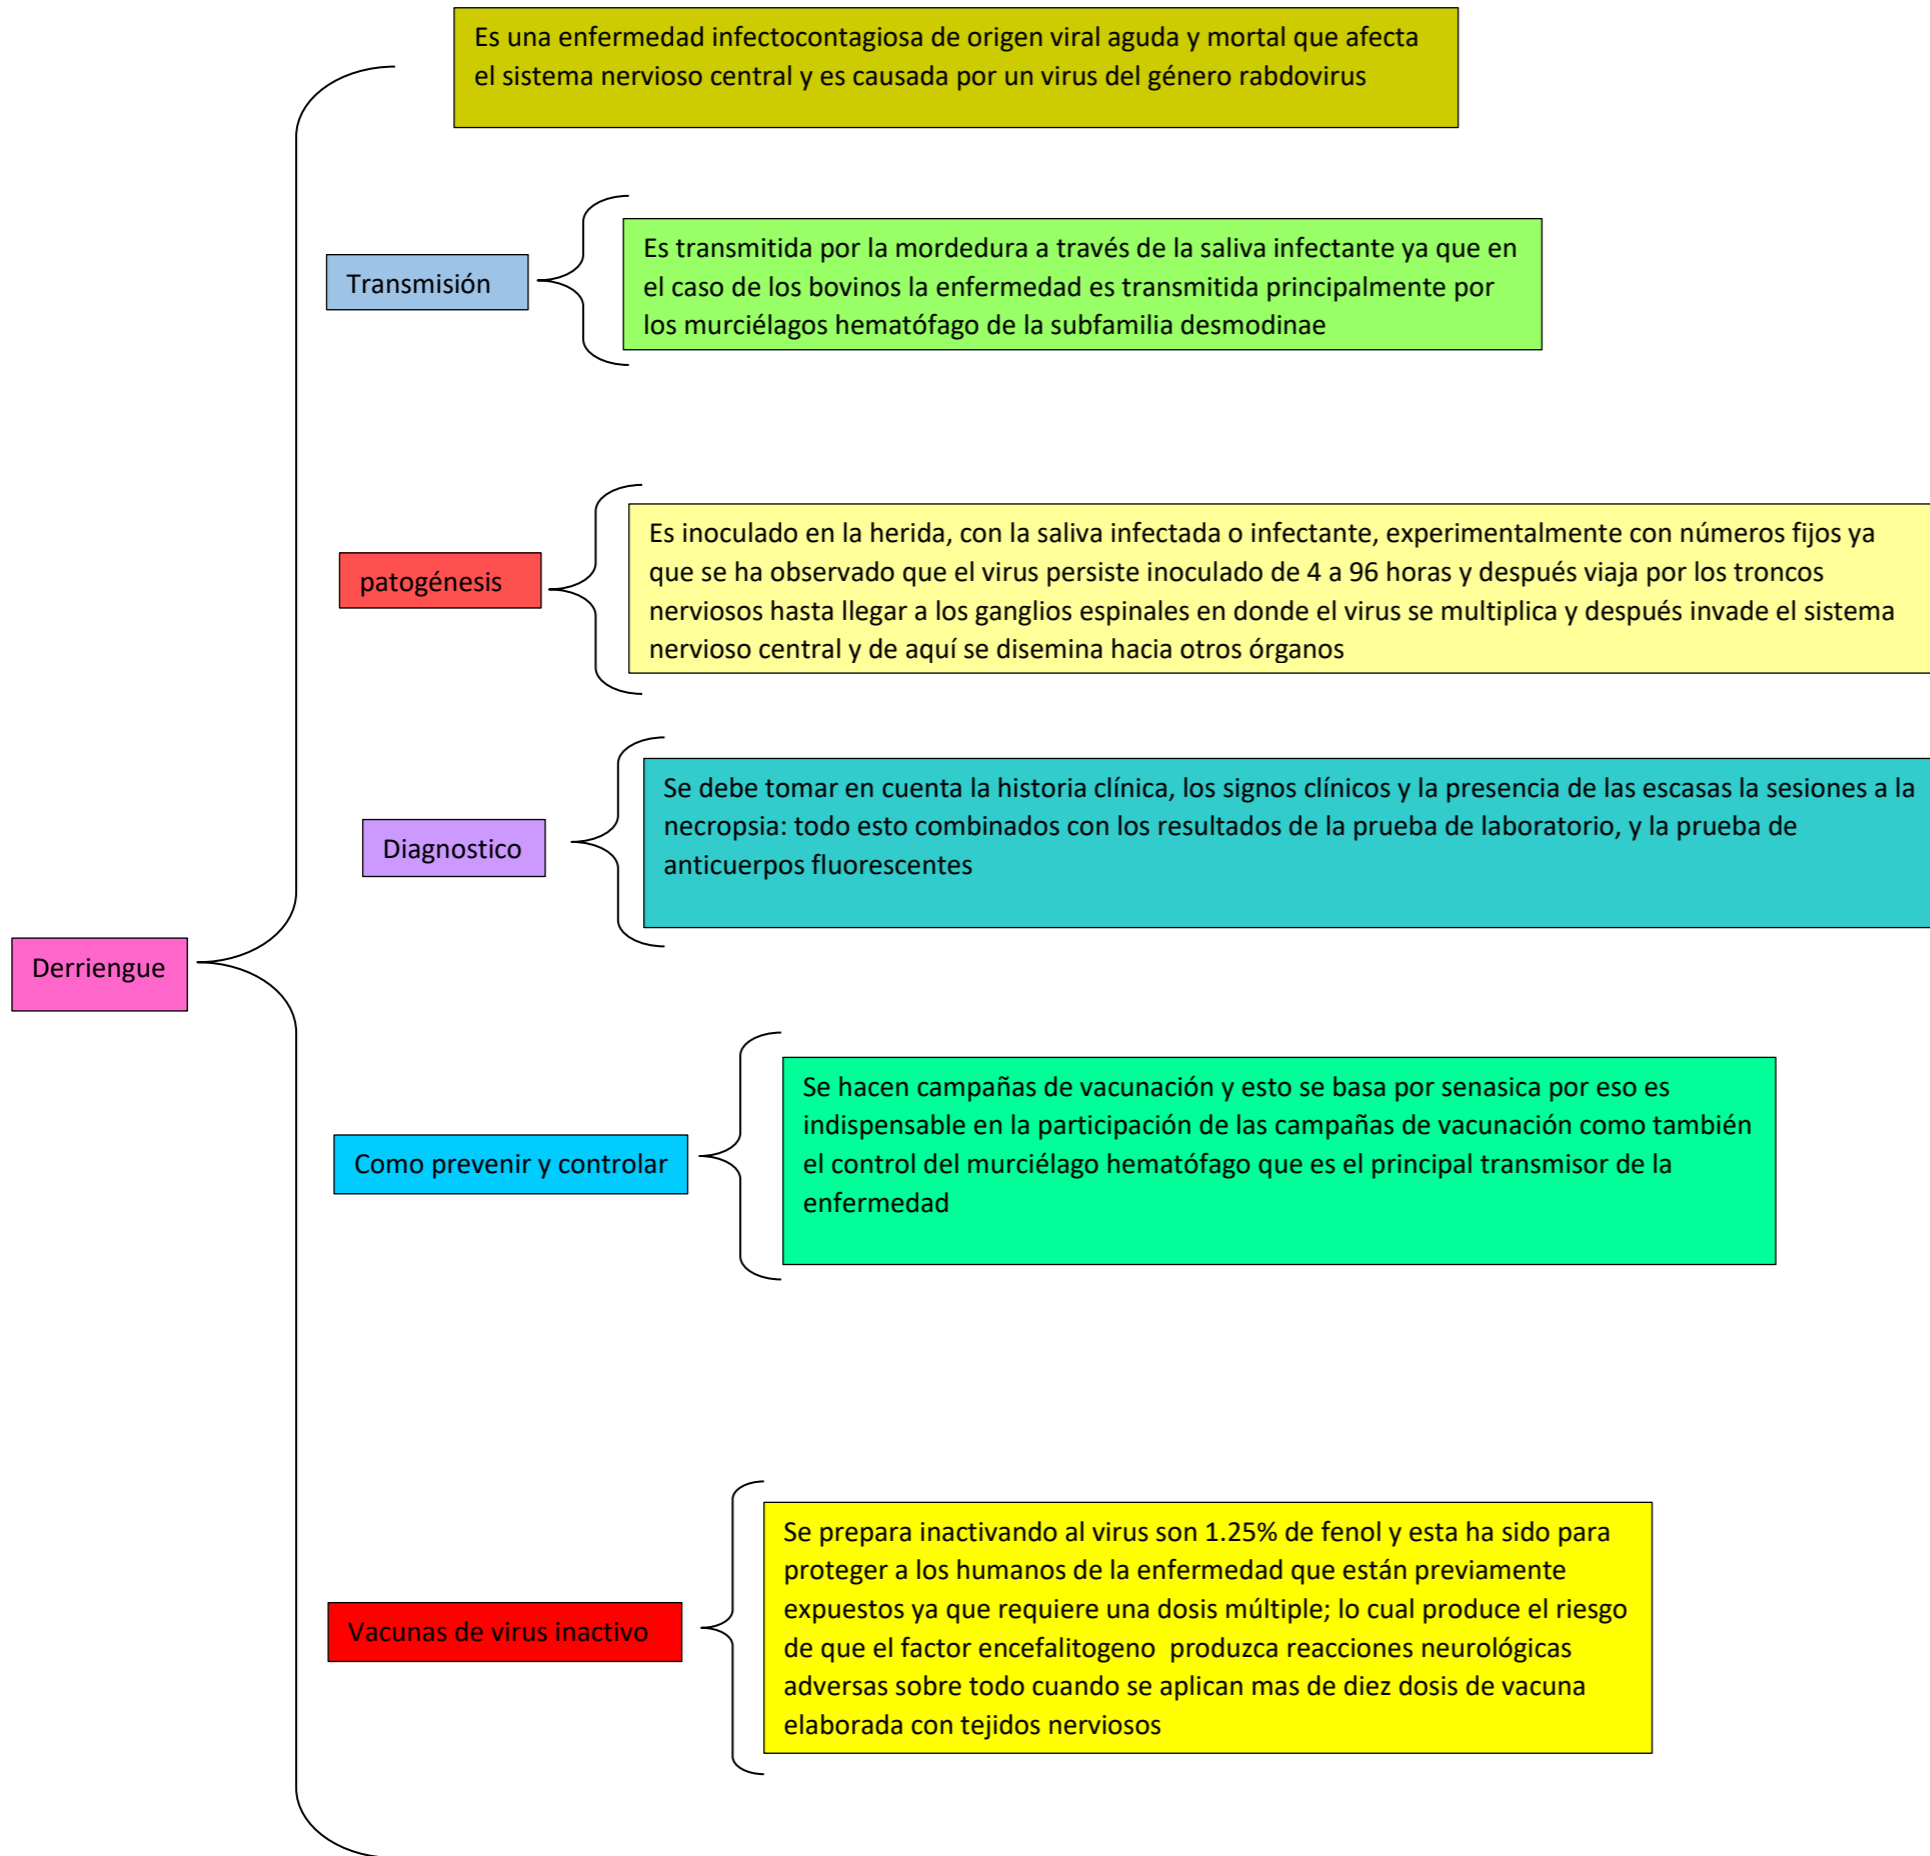 Es una enfermedad infectocontagiosa de origen viral aguda y mortal que afecta
el sistema nervioso central y es causada por un virus del género rabdovirus
Transmisión
Es transmitida por la mordedura a través de la saliva infectante ya que en
el caso de los bovinos la enfermedad es transmitida principalmente por
los murciélagos hematófago de la subfamilia desmodinae
patogénesis
Es inoculado en la herida, con la saliva infectada o infectante, experimentalmente con números fijos ya
que se ha observado que el virus persiste inoculado de 4 a 96 horas y después viaja por los troncos
nerviosos hasta llegar a los ganglios espinales en donde el virus se multiplica y después invade el sistema
nervioso central y de aquí se disemina hacia otros órganos
Diagnostico
Se debe tomar en cuenta la historia clínica, los signos clínicos y la presencia de las escasas la sesiones a la
necropsia: todo esto combinados con los resultados de la prueba de laboratorio, y la prueba de
anticuerpos fluorescentes
Derriengue
Como prevenir y controlar
Se hacen campañas de vacunación y esto se basa por senasica por eso es
indispensable en la participación de las campañas de vacunación como también
el control del murciélago hematófago que es el principal transmisor de la
enfermedad
Vacunas de virus inactivo
Se prepara inactivando al virus son 1.25% de fenol y esta ha sido para
proteger a los humanos de la enfermedad que están previamente
expuestos ya que requiere una dosis múltiple; lo cual produce el riesgo
de que el factor encefalitogeno  produzca reacciones neurológicas
adversas sobre todo cuando se aplican mas de diez dosis de vacuna
elaborada con tejidos nerviosos